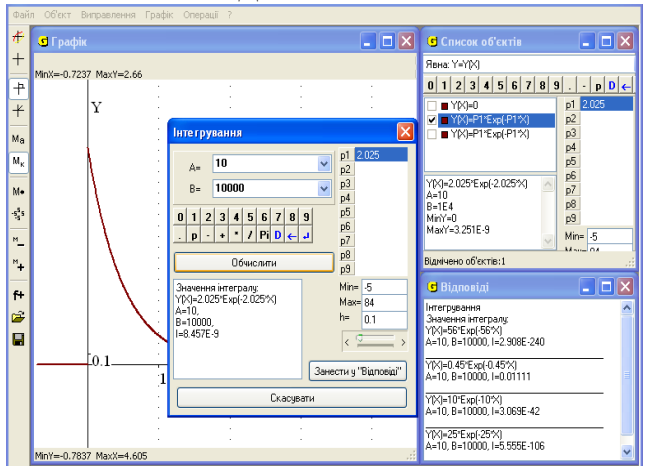 Файл Об'єкт Виправлення Графік Операції ?
Графік
MinX=-0.7237 MaxY=2.66
Y
0.1
1
MinY=-0.7837 MaxX=4.605
Ma
Mк
M•
M
M
f+
Інтегрування
A= 10
B= 10000
0 1 2 3 4 5 6 7 8 9
. p - + * / Pi D ← ↲
Обчислити
Значення інтегралу:
Y(X)=2.025*Exp(-2.025*X)
A=10,
B=10000,
I=8.457E-9
p1 2.025
p2
p3
p4
p5
p6
p7
p8
p9
Min= -5
Max= 84
h= 0.1
Занести у "Відповіді"
Скасувати
Список об'єктів
Явна: Y=Y(X)
0 1 2 3 4 5 6 7 8 9 . - p D ←
Y(X)=0
Y(X)=P1*Exp(-P1*X)
Y(X)=P1*Exp(-P1*X)
p1 2.025
p2
p3
p4
p5
p6
p7
p8
p9
Y(X)=2.025*Exp(-2.025*X)
A=10
B=1E4
MinY=0
MaxY=3.251E-9
Min= -5
Відмічено об'єктів:1
Відповіді
Інтегрування
Значення інтегралу:
Y(X)=56*Exp(-56*X)
A=10, B=10000, I=2.908E-240
Y(X)=0.45*Exp(-0.45*X)
A=10, B=10000, I=0.01111
Y(X)=10*Exp(-10*X)
A=10, B=10000, I=3.069E-42
Y(X)=25*Exp(-25*X)
A=10, B=10000, I=5.555E-106